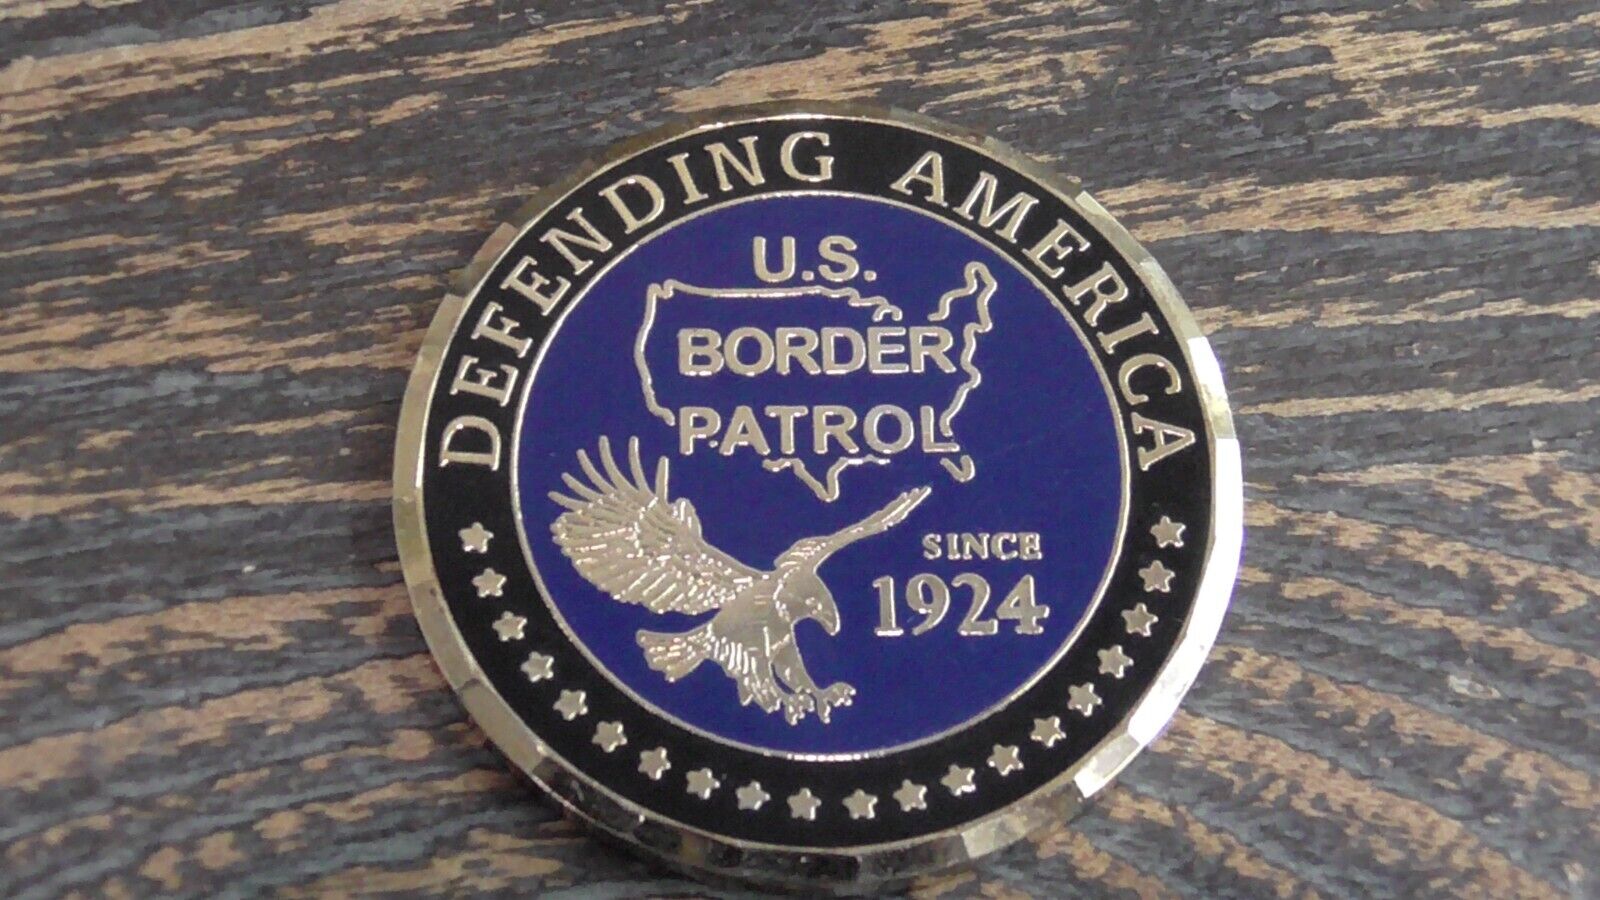 DEFENDING AMERICA
U.S.
BORDER
PATROL
SINCE
1924